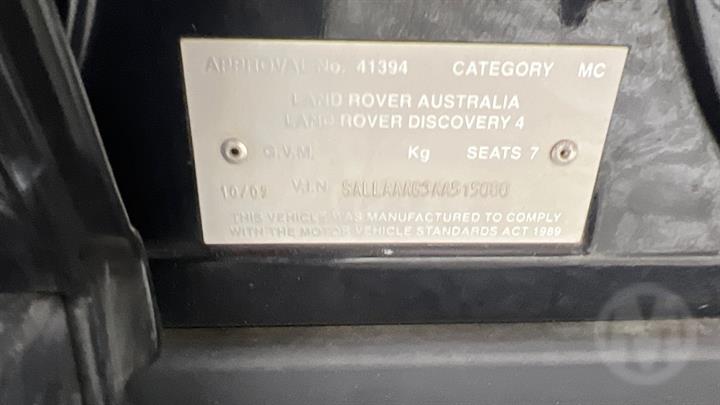 APPROVAL No. 41394 CATEGORY MC
LAND ROVER AUSTRALIA
LAND ROVER DISCOVERY 4
G.V.M. Kg SEATS 7
10/09 V.I.N. SALLAAAG3AA515080
THIS VEHICLE WAS MANUFACTURED TO COMPLY
WITH THE MOTOR VEHICLE STANDARDS ACT 1989